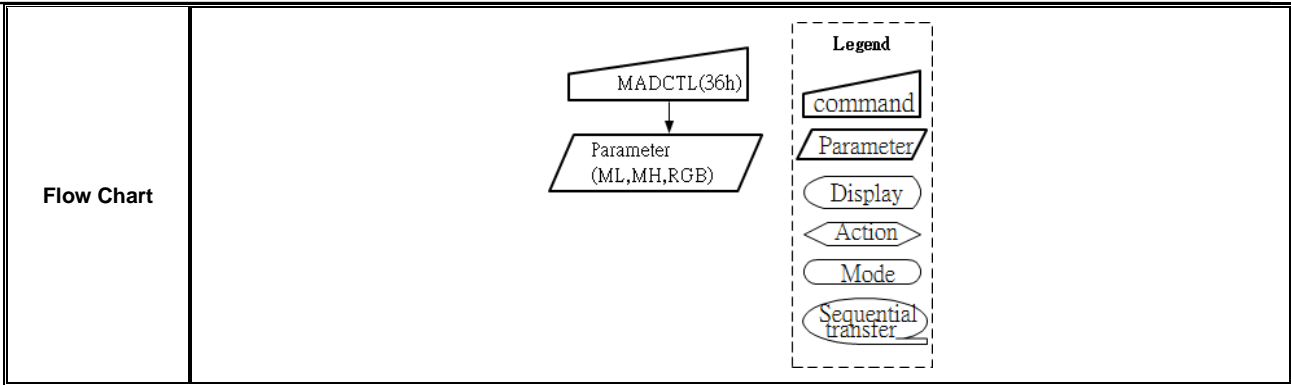 Flow Chart
MADCTL(36h)
Parameter
(ML,MH,RGB)
Legend
command
Parameter
Display
Action
Mode
Sequential
transfer